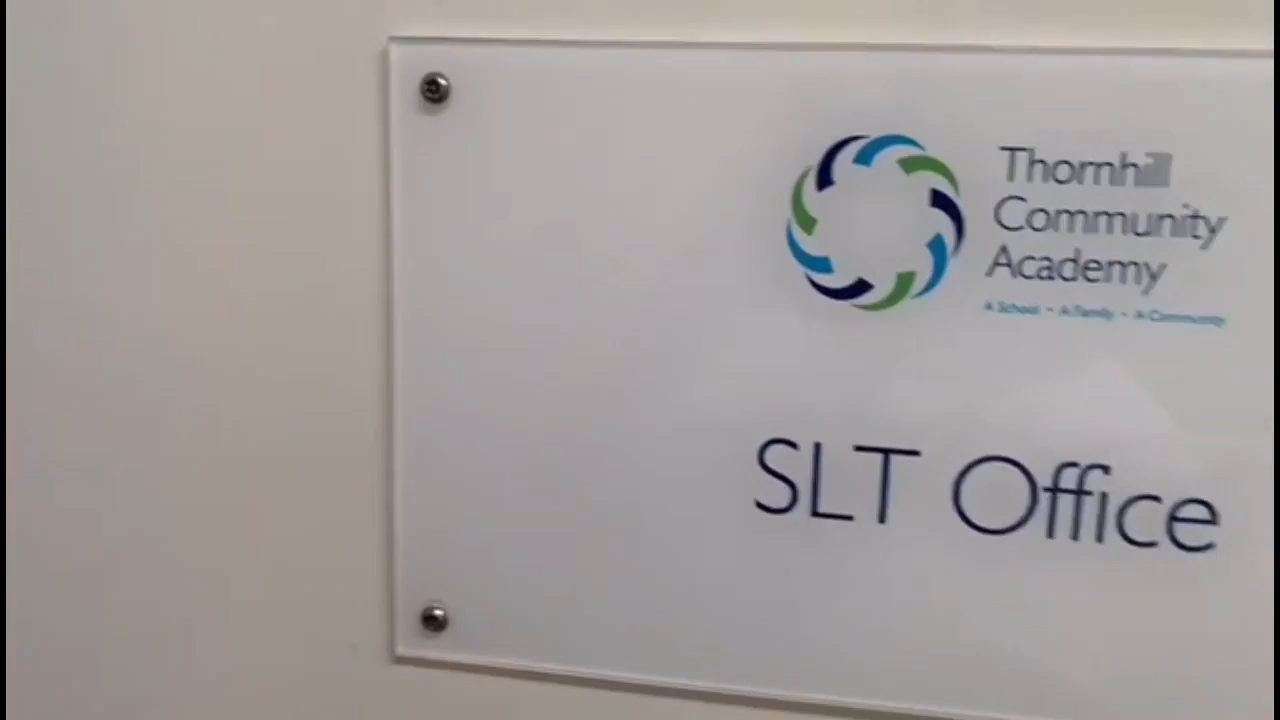 Thornhill
Community
Academy
A School - A Family - A Community
SLT Office